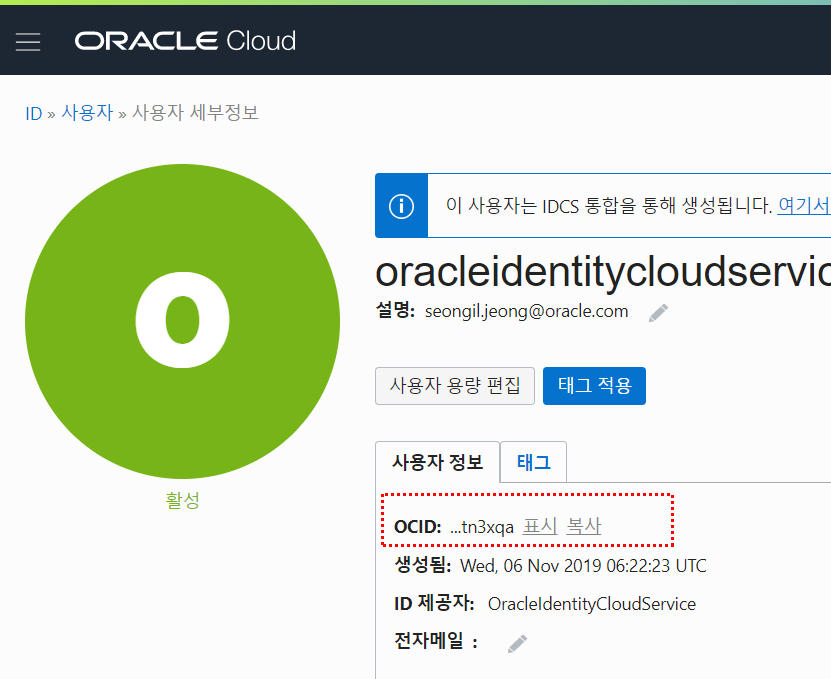 ORACLE Cloud
ID » 사용자 » 사용자 세부정보
O
활성
이 사용자는 IDCS 통합을 통해 생성됩니다. 여기서
oracleidentitycloudservic
설명: seongil.jeong@oracle.com
사용자 용량 편집 태그 적용
사용자 정보 태그
OCID: ...tn3xqa 표시 복사
생성됨: Wed, 06 Nov 2019 06:22:23 UTC
ID 제공자: OracleIdentityCloudService
전자메일 :